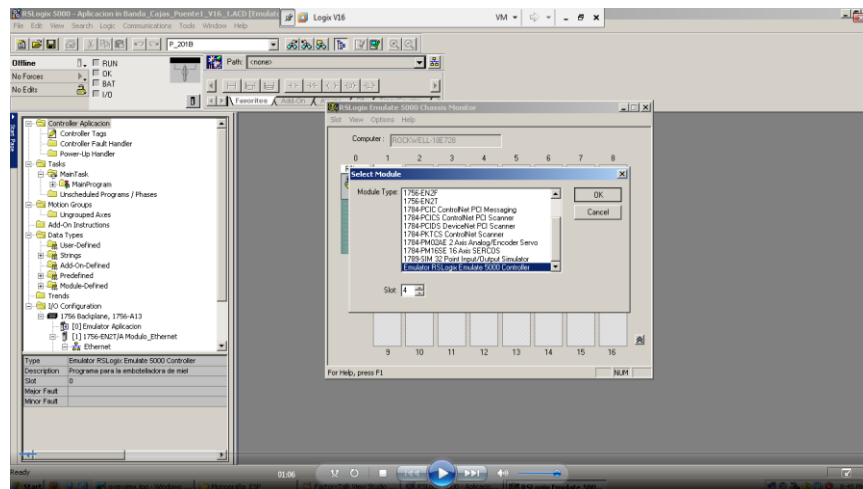 RSLogix 5000 - Aplicacion in Banda_Cajas_Puente1_V16_1.ACD [Emulat
Logix V16
VM
File Edit View Search Logic Communications Tools Window Help
P_201B
Offline
RUN
Path: <none>
No Forces
OK
No Edits
BAT
I/O
Favorites
Add-On
RSLogix Emulate 5000 Chassis Monitor
Slot View Options Help
Computer : ROCKWELL-18E728
0 1 2 3 4 5 6 7 8
Select Module
Module Type:
1756-EN2F
1756-EN2T
1784-PCIC ControlNet PCI Messaging
1784-PCICS ControlNet PCI Scanner
1784-PCIDS DeviceNet PCI Scanner
1784-PKTCS ControlNet Scanner
1784-PM02AE 2 Axis Analog/Encoder Servo
1784-PM16SE 16 Axis SERCOS
1789-SIM 32 Point Input/Output Simulator
Emulator RSLogix Emulate 5000 Controller
OK
Cancel
Slot 4
9 10 11 12 13 14 15 16
For Help, press F1
NUM
Start Page
Controller Aplicacion
Controller Tags
Controller Fault Handler
Power-Up Handler
Tasks
MainTask
MainProgram
Unscheduled Programs / Phases
Motion Groups
Ungrouped Axes
Add-On Instructions
Data Types
User-Defined
Strings
Add-On-Defined
Predefined
Module-Defined
Trends
I/O Configuration
1756 Backplane, 1756-A13
[0] Emulator Aplicacion
[1] 1756-EN2T/A Modulo_Ethernet
Ethernet
Type Emulator RSLogix Emulate 5000 Controller
Description Programa para la embotelladora de miel
Slot 0
Major Fault
Minor Fault
Ready
01:06
Start